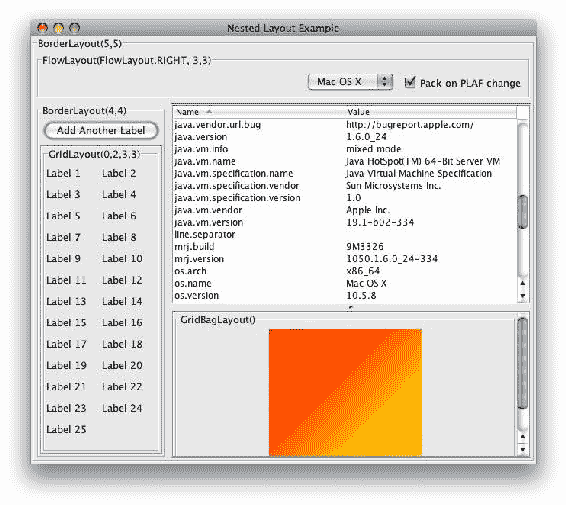 Nested Layout Example
BorderLayout(5,5)
FlowLayout(FlowLayout.RIGHT, 3,3)
Mac OS X Pack on PLAF change
BorderLayout(4,4)
Add Another Label
GridLayout(0,2,3,3)
Label 1 Label 2
Label 3 Label 4
Label 5 Label 6
Label 7 Label 8
Label 9 Label 10
Label 11 Label 12
Label 13 Label 14
Label 15 Label 16
Label 17 Label 18
Label 19 Label 20
Label 21 Label 22
Label 23 Label 24
Label 25
Name Value
java.vendor.url.bug http://bugreport.apple.com/
java.version 1.6.0_24
java.vm.info mixed mode
java.vm.name Java HotSpot(TM) 64-Bit Server VM
java.vm.specification.name Java Virtual Machine Specification
java.vm.specification.vendor Sun Microsystems Inc.
java.vm.specification.version 1.0
java.vm.vendor Apple Inc.
java.vm.version 19.1-b02-334
line.separator
mrj.build 9M3326
mrj.version 1050.1.6.0_24-334
os.arch x86_64
os.name Mac OS X
os.version 10.5.8
GridBagLayout()